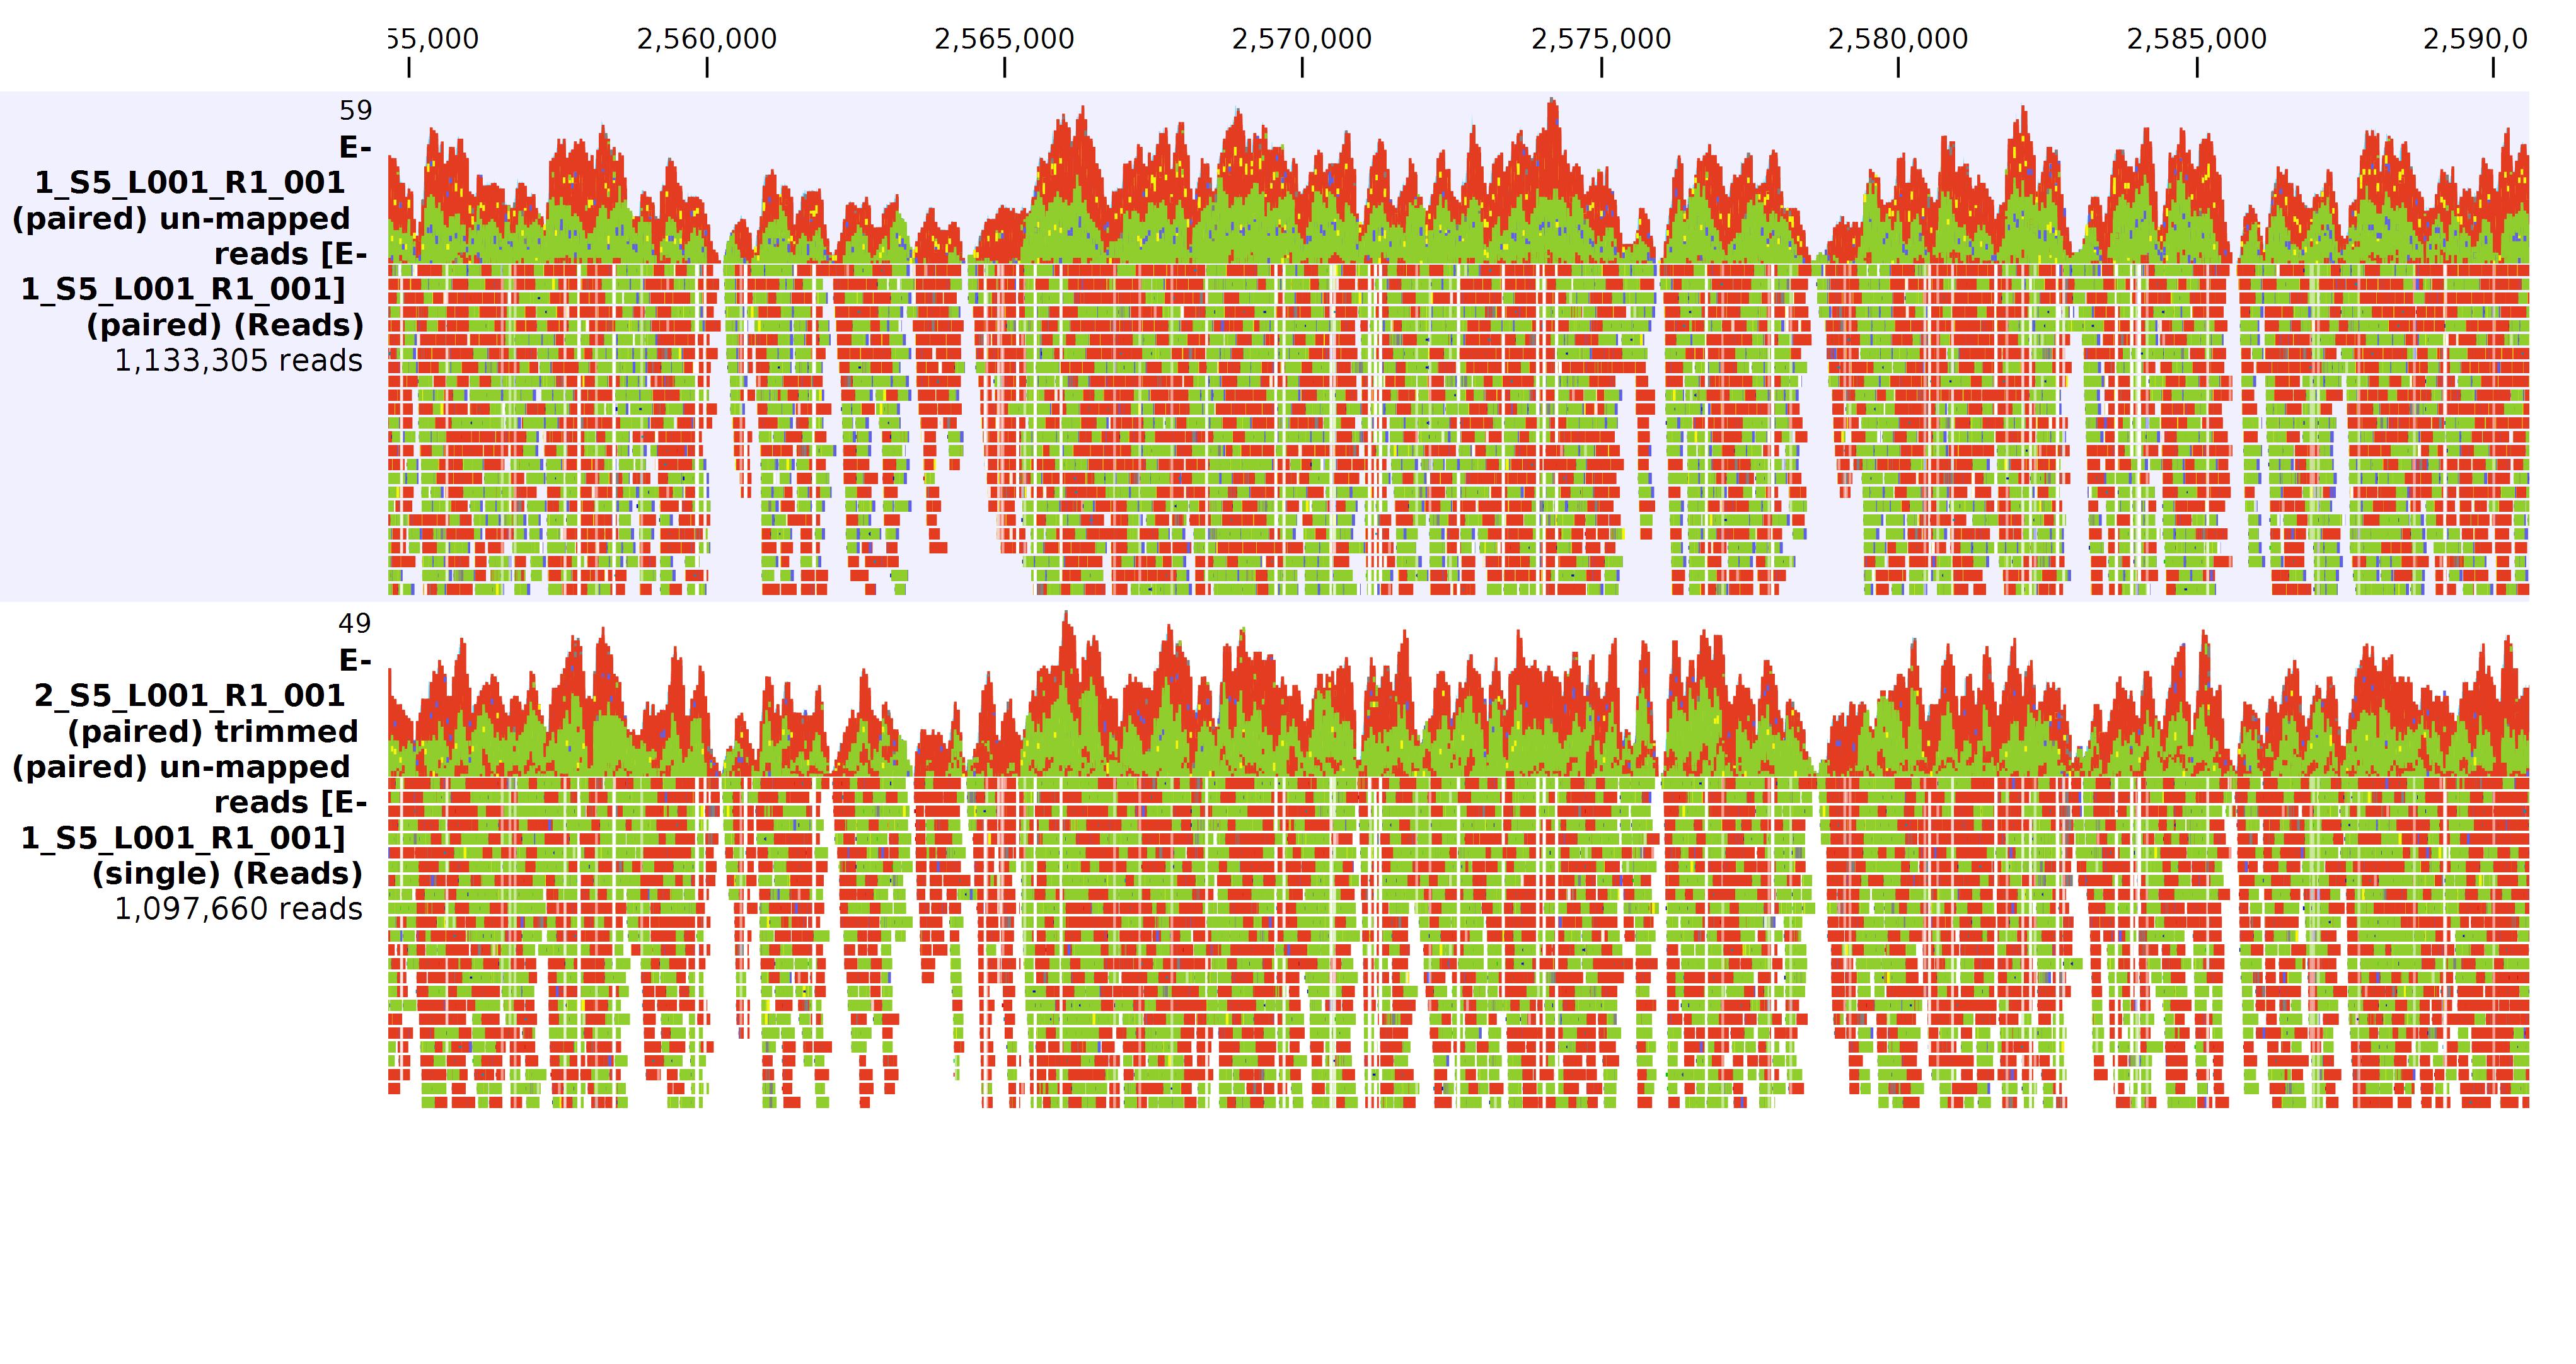 55,000 2,560,000 2,565,000 2,570,000 2,575,000 2,580,000 2,585,000 2,590,0
59
E-
1_S5_L001_R1_001
(paired) un-mapped
reads [E-
1_S5_L001_R1_001]
(paired) (Reads)
1,133,305 reads
49
E-
2_S5_L001_R1_001
(paired) trimmed
(paired) un-mapped
reads [E-
1_S5_L001_R1_001]
(single) (Reads)
1,097,660 reads